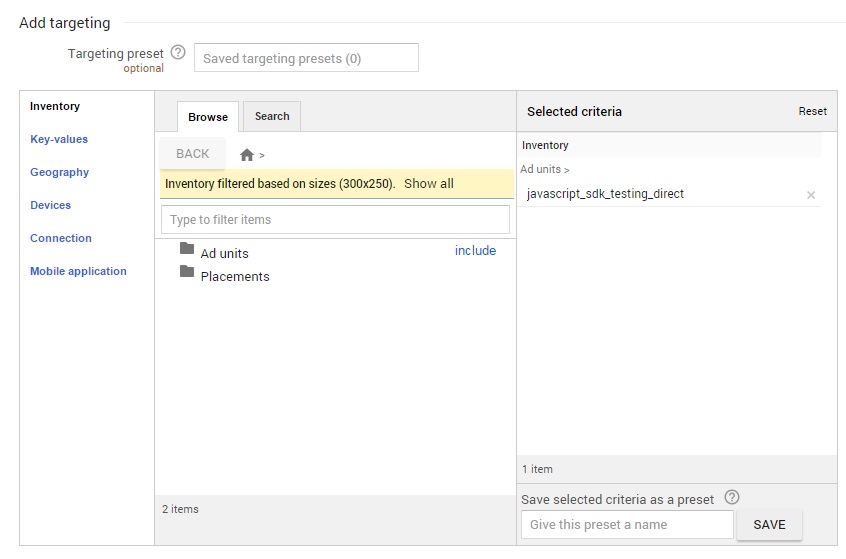 Add targeting
Targeting preset ?
optional
Saved targeting presets (0)
Inventory
Key-values
Geography
Devices
Connection
Mobile application
Browse
Search
BACK
>
Inventory filtered based on sizes (300x250). Show all
Type to filter items
Ad units
include
Placements
2 items
Selected criteria
Reset
Inventory
Ad units >
javascript_sdk_testing_direct ×
1 item
Save selected criteria as a preset ?
Give this preset a name
SAVE